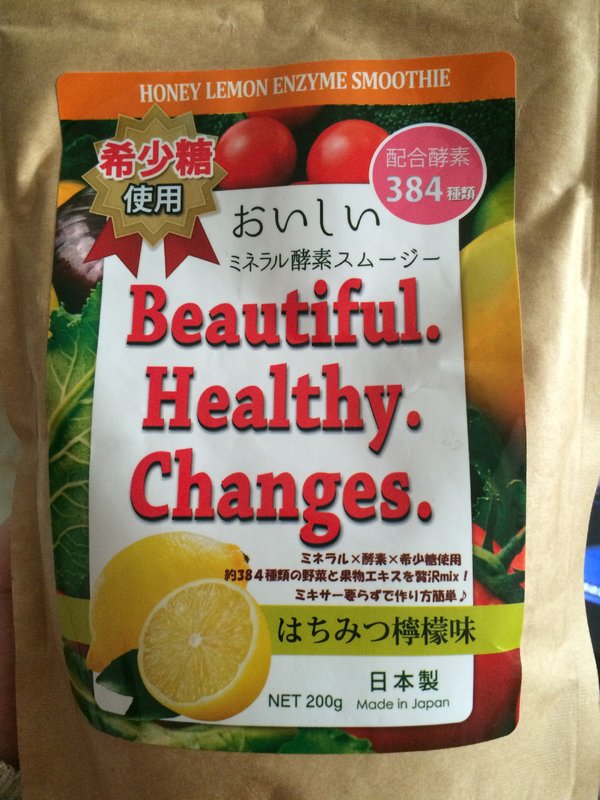 HONEY LEMON ENZYME SMOOTHIE
希少糖
使用
配合酵素
384種類
おいしい
ミネラル酵素スムージー
Beautiful.
Healthy.
Changes.
ミネラル×酵素×希少糖使用
約384種類の野菜と果物エキスを贅沢mix!
ミキサー要らずで作り方簡単♪
はちみつ檸檬味
日本製
NET 200g Made in Japan